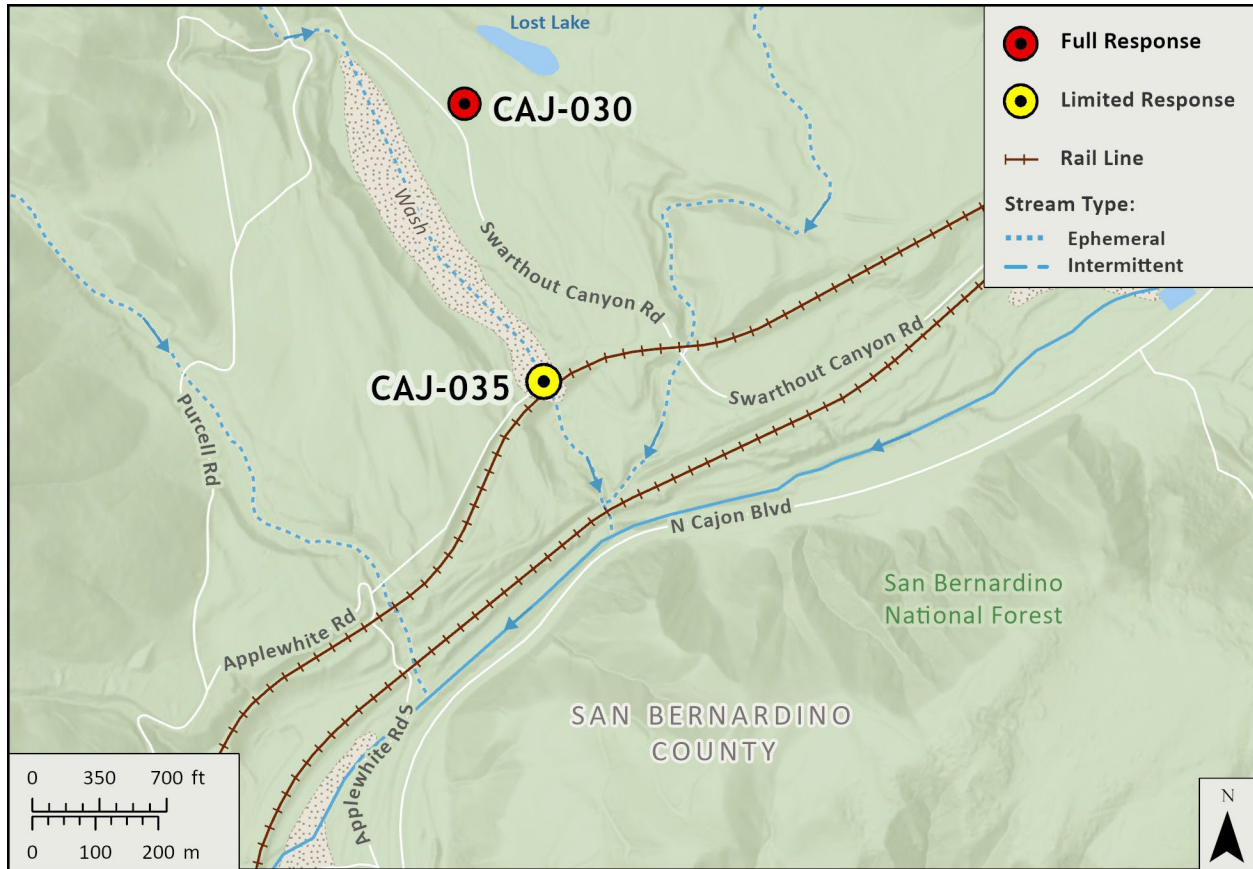 Lost Lake
CAJ-030
Full Response
Limited Response
Rail Line
Stream Type:
Ephemeral
Intermittent
Wash
Swarthout Canyon Rd
Swarthout Canyon Rd
CAJ-035
Purcell Rd
N Cajon Blvd
San Bernardino
National Forest
Applewhite Rd
SAN BERNARDINO
COUNTY
Applewhite Rd S
0 350 700 ft
0 100 200 m
N